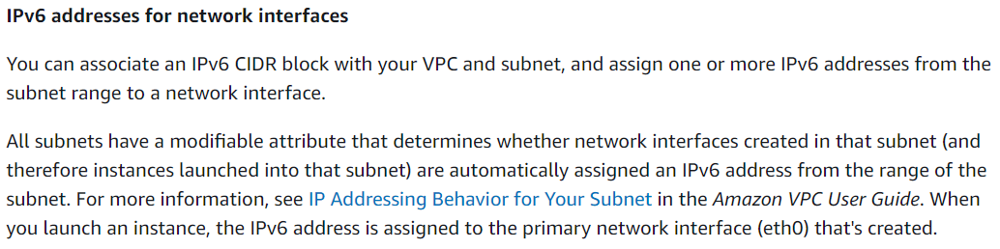 IPv6 addresses for network interfaces
You can associate an IPv6 CIDR block with your VPC and subnet, and assign one or more IPv6 addresses from the
subnet range to a network interface.
All subnets have a modifiable attribute that determines whether network interfaces created in that subnet (and
therefore instances launched into that subnet) are automatically assigned an IPv6 address from the range of the
subnet. For more information, see IP Addressing Behavior for Your Subnet in the Amazon VPC User Guide. When
you launch an instance, the IPv6 address is assigned to the primary network interface (eth0) that's created.